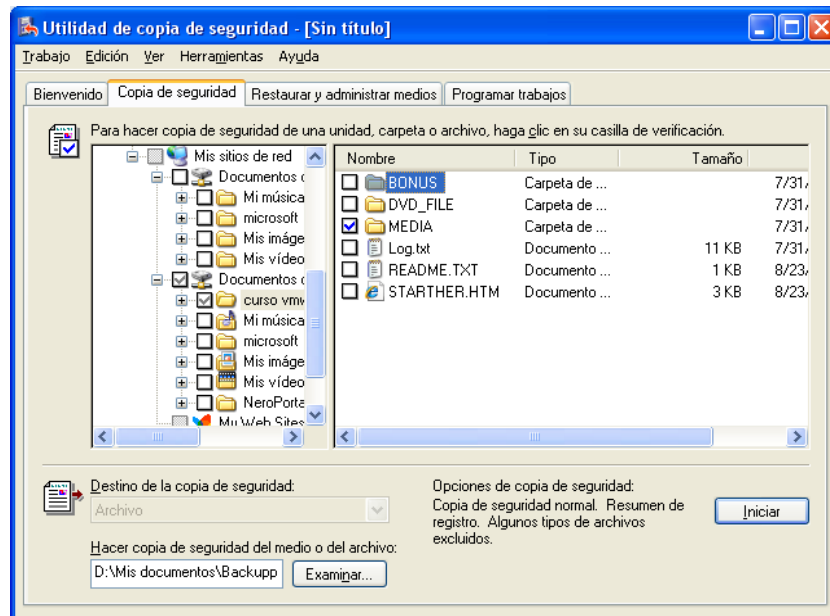 Utilidad de copia de seguridad - [Sin título]
Trabajo Edición Ver Herramientas Ayuda
Bienvenido Copia de seguridad Restaurar y administrar medios Programar trabajos
Para hacer copia de seguridad de una unidad, carpeta o archivo, haga clic en su casilla de verificación.
Mis sitios de red
Documentos
Mi música
microsoft
Mis imáge
Mis vídeo
Documentos
curso vmw
Mi música
microsoft
Mis imáge
Mis vídeo
NeroPorta
My Web Sites
Nombre Tipo Tamaño
BONUS Carpeta de ... 7/31/
DVD_FILE Carpeta de ... 7/31/
MEDIA Carpeta de ... 7/31/
Log.txt Documento ... 11 KB 7/31/
README.TXT Documento ... 1 KB 8/23/
STARTHER.HTM Documento ... 3 KB 8/23/
Destino de la copia de seguridad:
Archivo
Hacer copia de seguridad del medio o del archivo:
D:\Mis documentos\Backupp
Examinar...
Opciones de copia de seguridad:
Copia de seguridad normal. Resumen de
registro. Algunos tipos de archivos
excluidos.
Iniciar